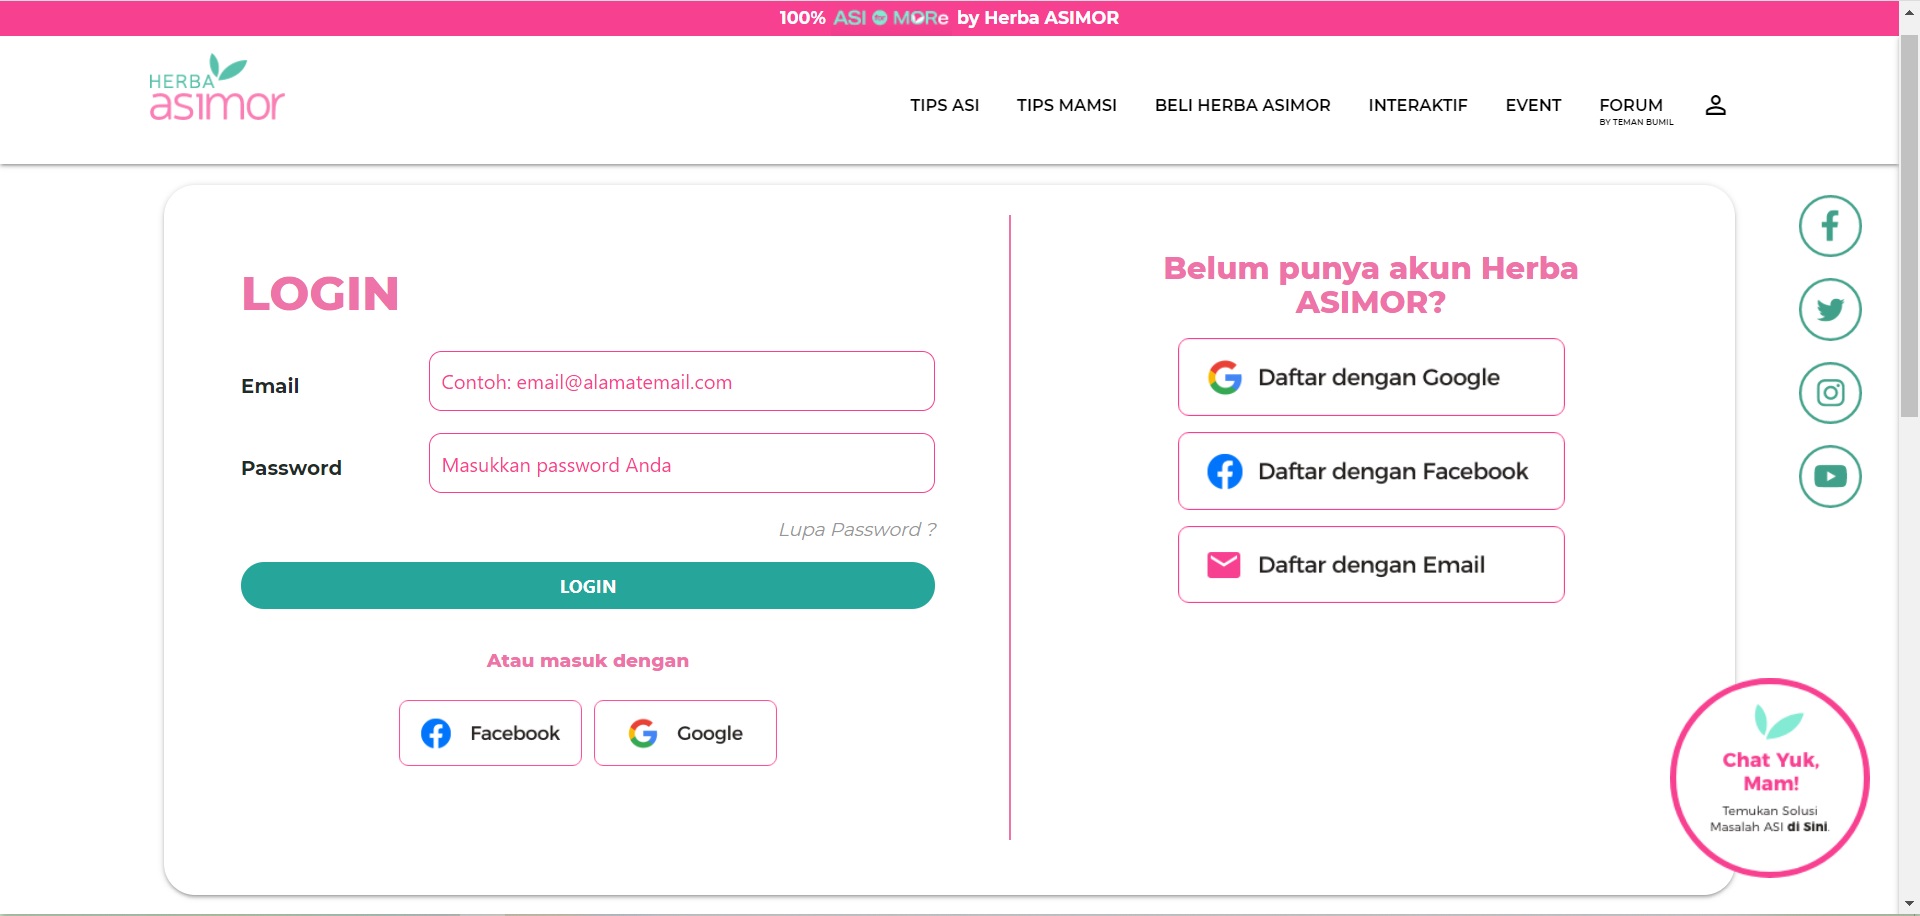 100% ASI for MORe by Herba ASIMOR
HERBA
asimor
TIPS ASI
TIPS MAMSI
BELI HERBA ASIMOR
INTERAKTIF
EVENT
FORUM
BY TEMAN BUMIL
LOGIN
Email
Contoh: email@alamatemail.com
Password
Masukkan password Anda
Lupa Password ?
LOGIN
Atau masuk dengan
Facebook
Google
Belum punya akun Herba
ASIMOR?
Daftar dengan Google
Daftar dengan Facebook
Daftar dengan Email
Chat Yuk,
Mam!
Temukan Solusi
Masalah ASI di Sini.